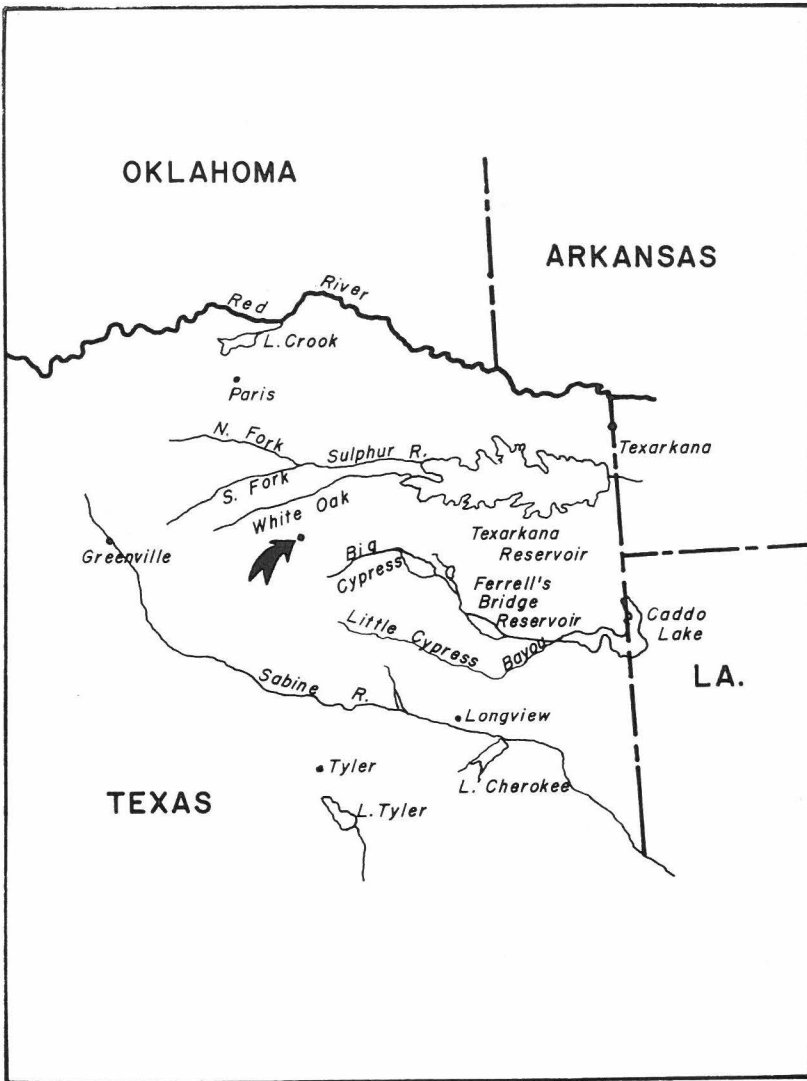 OKLAHOMA
ARKANSAS
Red River
L. Crook
Paris
Texarkana
N. Fork
Sulphur R.
S. Fork
White Oak
Greenville
Texarkana
Reservoir
Big
Cypress
Ferrell's
Bridge
Reservoir
Caddo
Lake
Little Cypress Bayou
LA.
Sabine R.
Longview
Tyler
L. Cherokee
TEXAS
L. Tyler